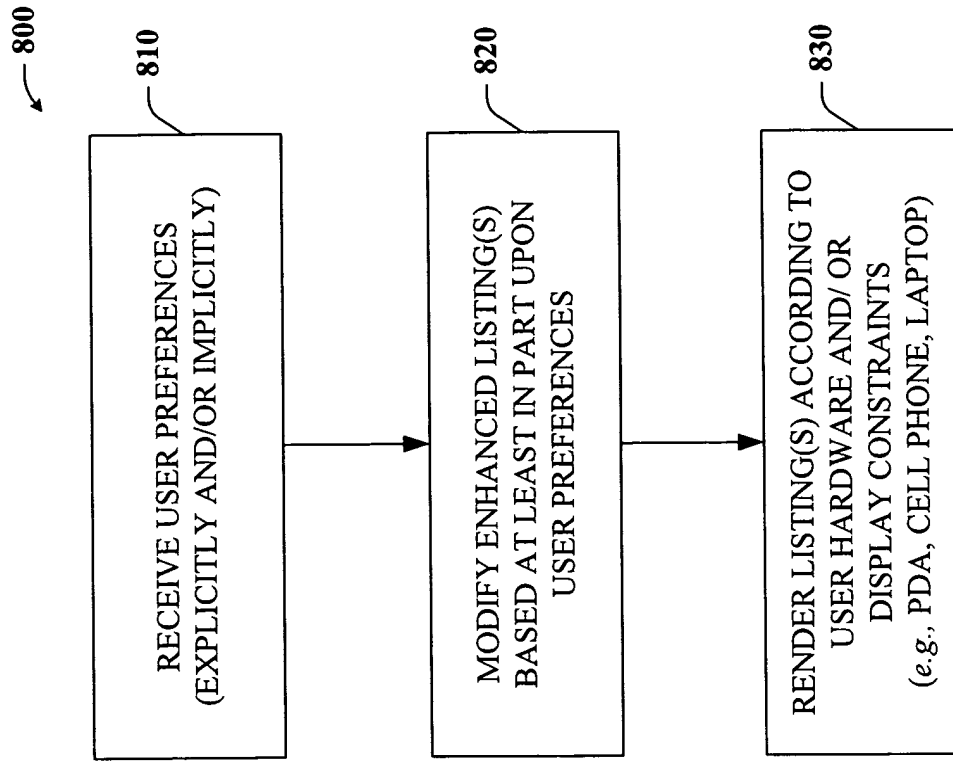 800
810
RECEIVE USER PREFERENCES
(EXPLICITLY AND/OR IMPLICITLY)
820
MODIFY ENHANCED LISTING(S)
BASED AT LEAST IN PART UPON
USER PREFERENCES
830
RENDER LISTING(S) ACCORDING TO
USER HARDWARE AND/ OR
DISPLAY CONSTRAINTS
(e.g., PDA, CELL PHONE, LAPTOP)